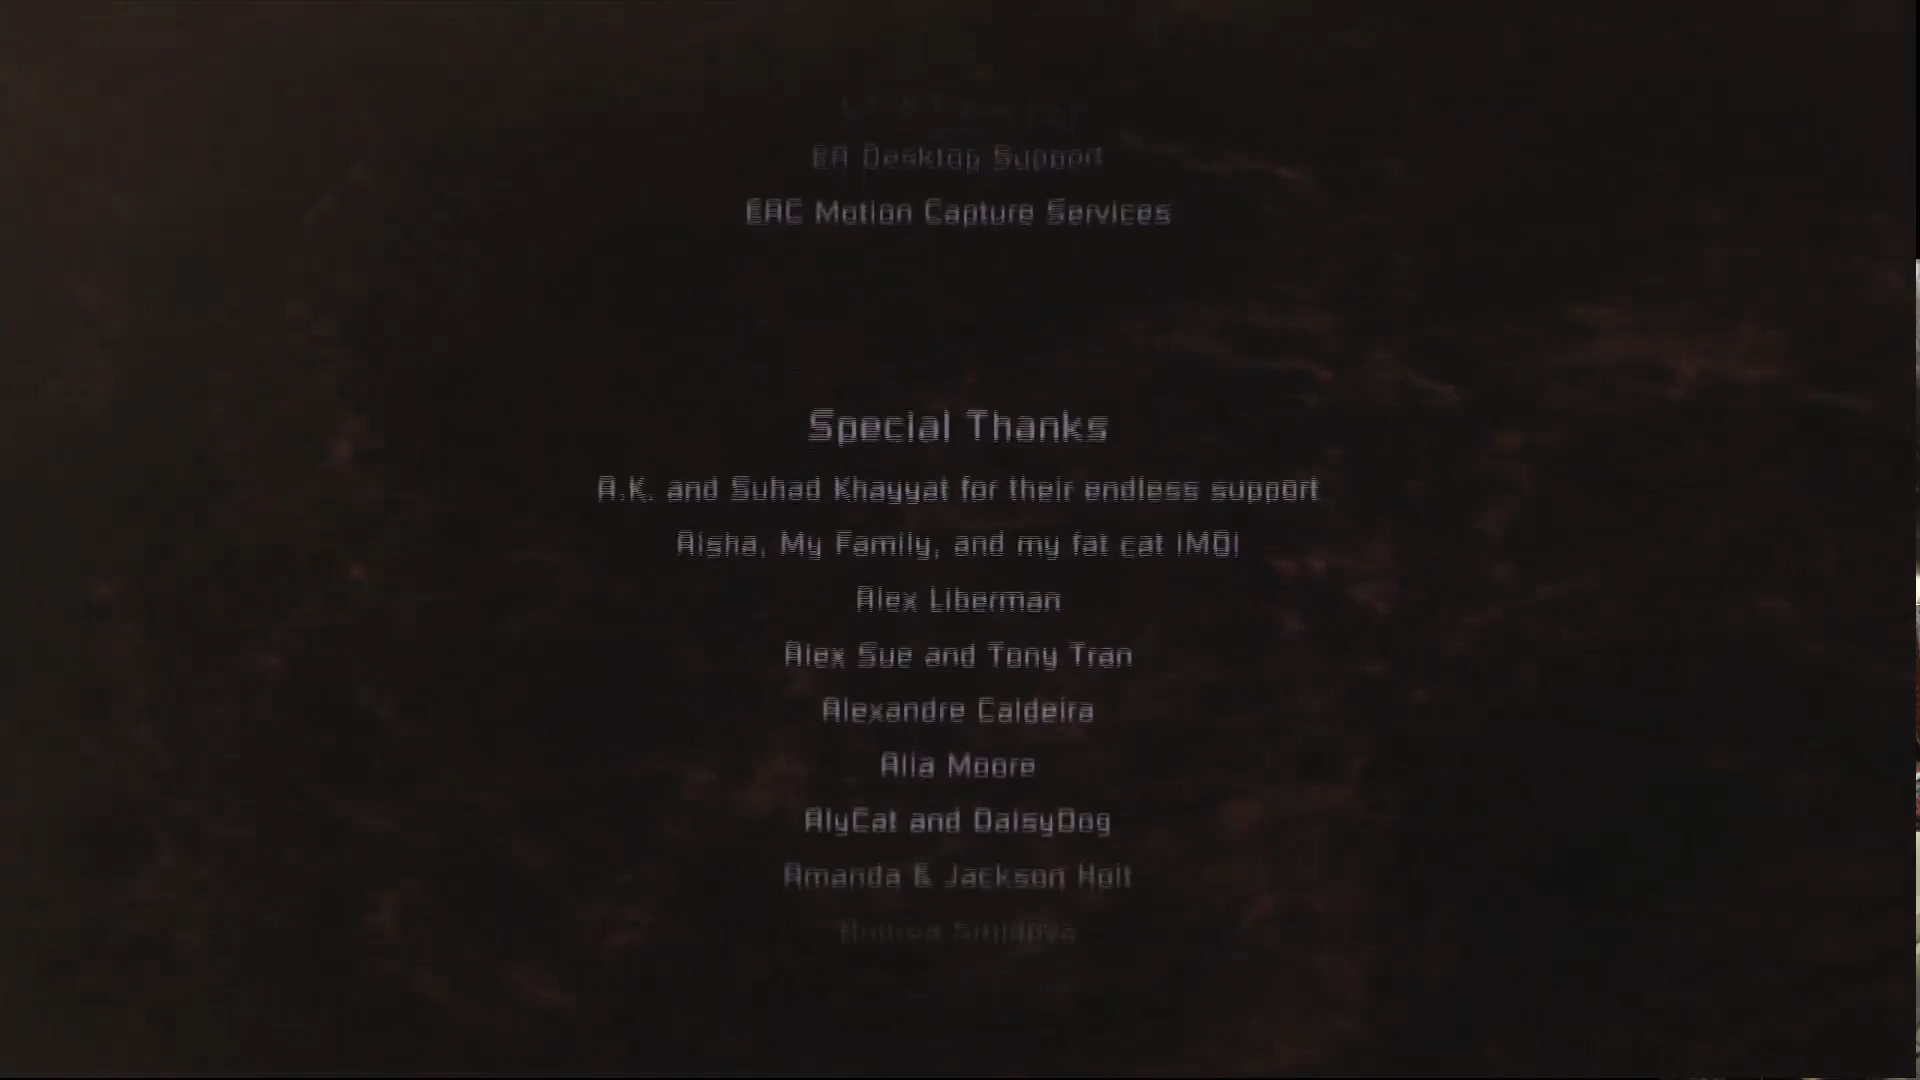 EA Desktop Support
EAC Motion Capture Services
Special Thanks
A.K. and Suhad Khayyat for their endless support
Aisha, My Family, and my fat cat IMO!
Alex Liberman
Alex Sue and Tony Tran
Alexandre Caldeira
Alla Moore
AlyCat and DaisyDog
Amanda & Jackson Holt